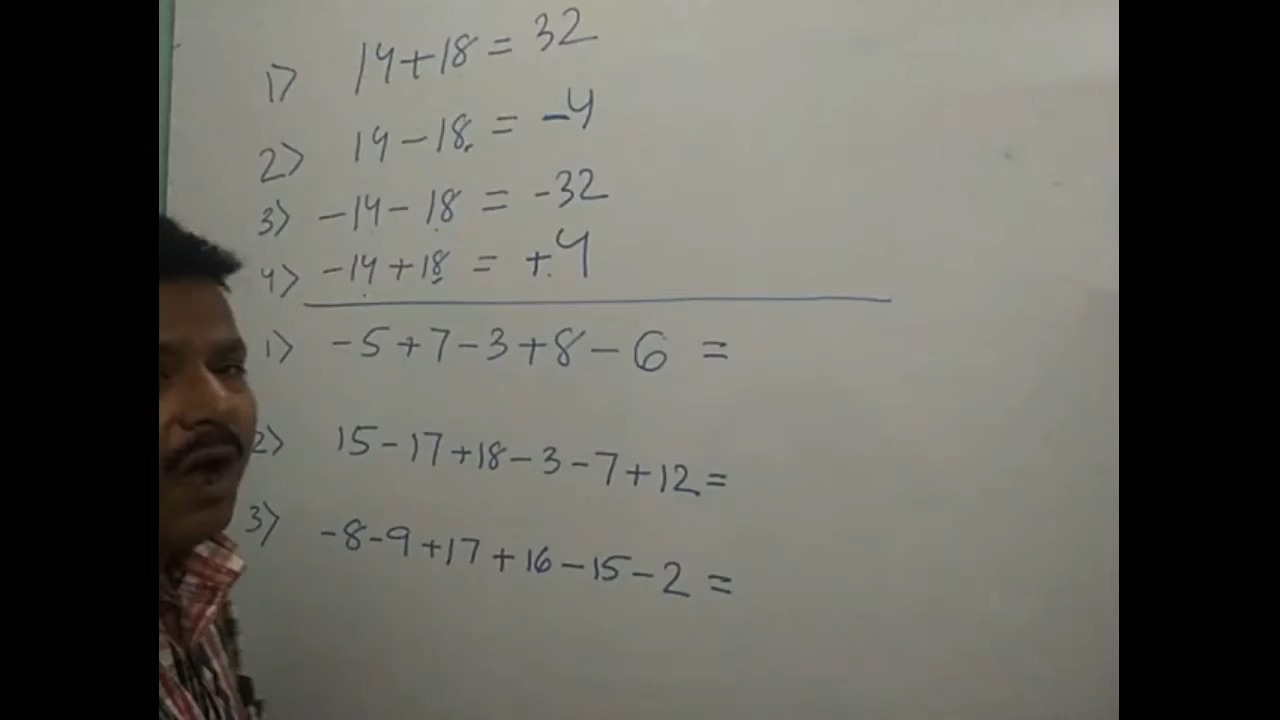 1) 14+18 = 32
2) 14-18 = -4
3) -14-18 = -32
4) -14+18 = +4
1) -5+7-3+8-6 =
2) 15-17+18-3-7+12=
3) -8-9+17+16-15-2 =